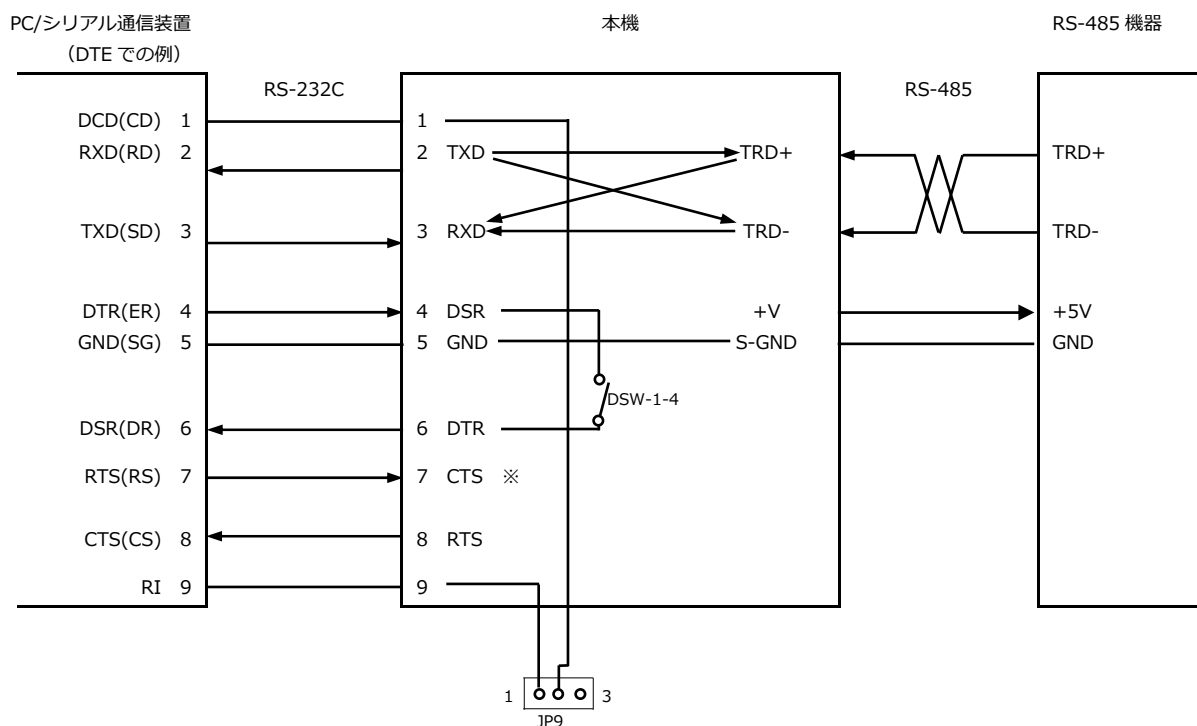 PC/シリアル通信装置 本機 RS-485 機器
（DTE での例）
RS-232C RS-485
DCD(CD) 1 1
RXD(RD) 2 2 TXD TRD+ TRD+
TXD(SD) 3 3 RXD TRD- TRD-
DTR(ER) 4 4 DSR +V +5V
GND(SG) 5 5 GND S-GND GND
DSW-1-4
DSR(DR) 6 6 DTR
RTS(RS) 7 7 CTS ※
CTS(CS) 8 8 RTS
RI 9 9
1 3
JP9